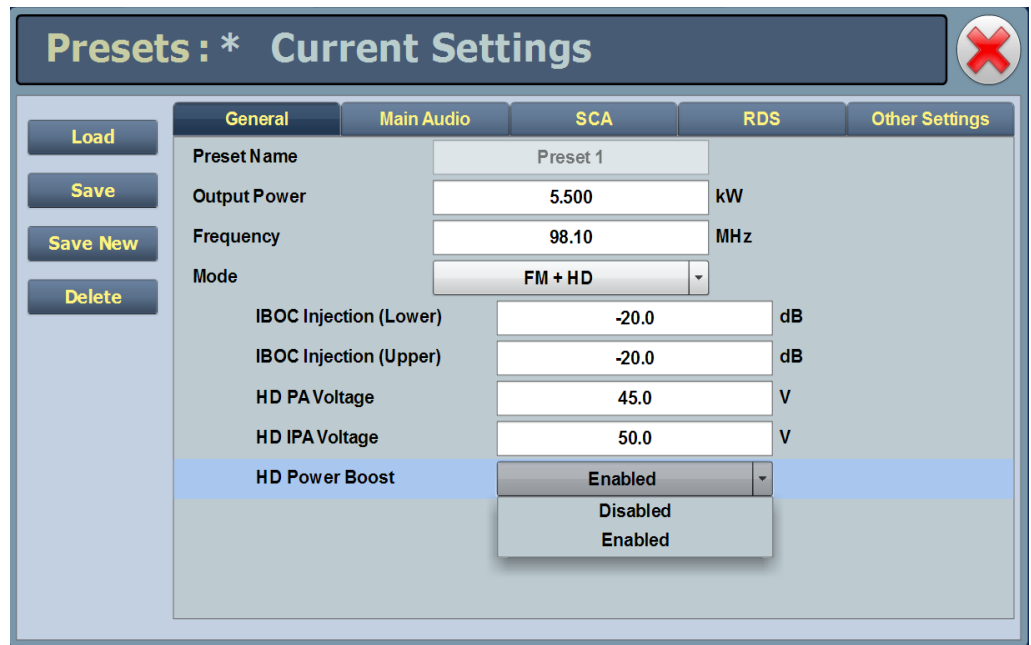 Presets : * Current Settings
General Main Audio SCA RDS Other Settings
Load
Save
Save New
Delete
Preset Name Preset 1
Output Power 5.500 kW
Frequency 98.10 MHz
Mode FM + HD
IBOC Injection (Lower) -20.0 dB
IBOC Injection (Upper) -20.0 dB
HD PA Voltage 45.0 V
HD IPA Voltage 50.0 V
HD Power Boost Enabled
Disabled
Enabled